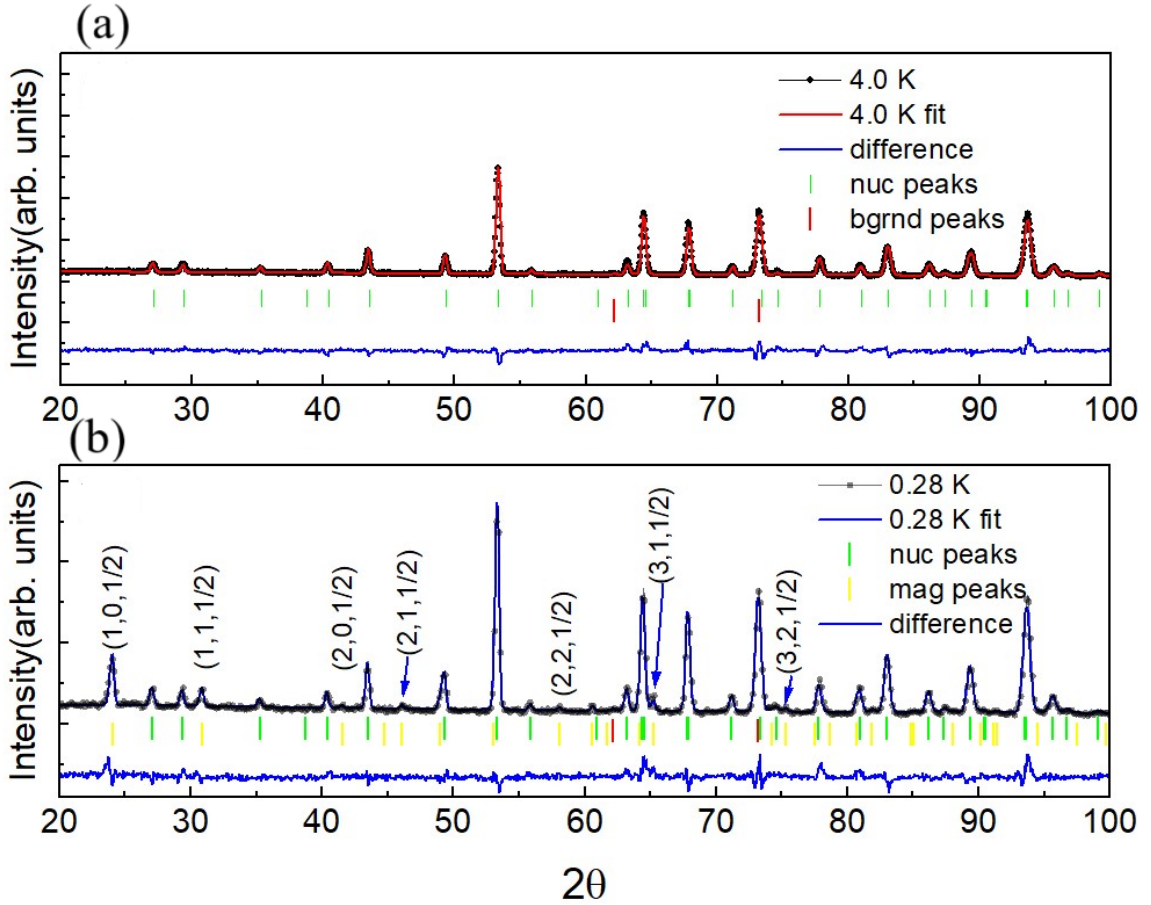 (a)
Intensity(arb. units)
4.0 K
4.0 K fit
difference
nuc peaks
bgrnd peaks
20 30 40 50 60 70 80 90 100
(b)
Intensity(arb. units)
(1,0,1/2)
(1,1,1/2)
(2,0,1/2)
(2,1,1/2)
(2,2,1/2)
(3,1,1/2)
(3,2,1/2)
0.28 K
0.28 K fit
nuc peaks
mag peaks
difference
20 30 40 50 60 70 80 90 100
2θ